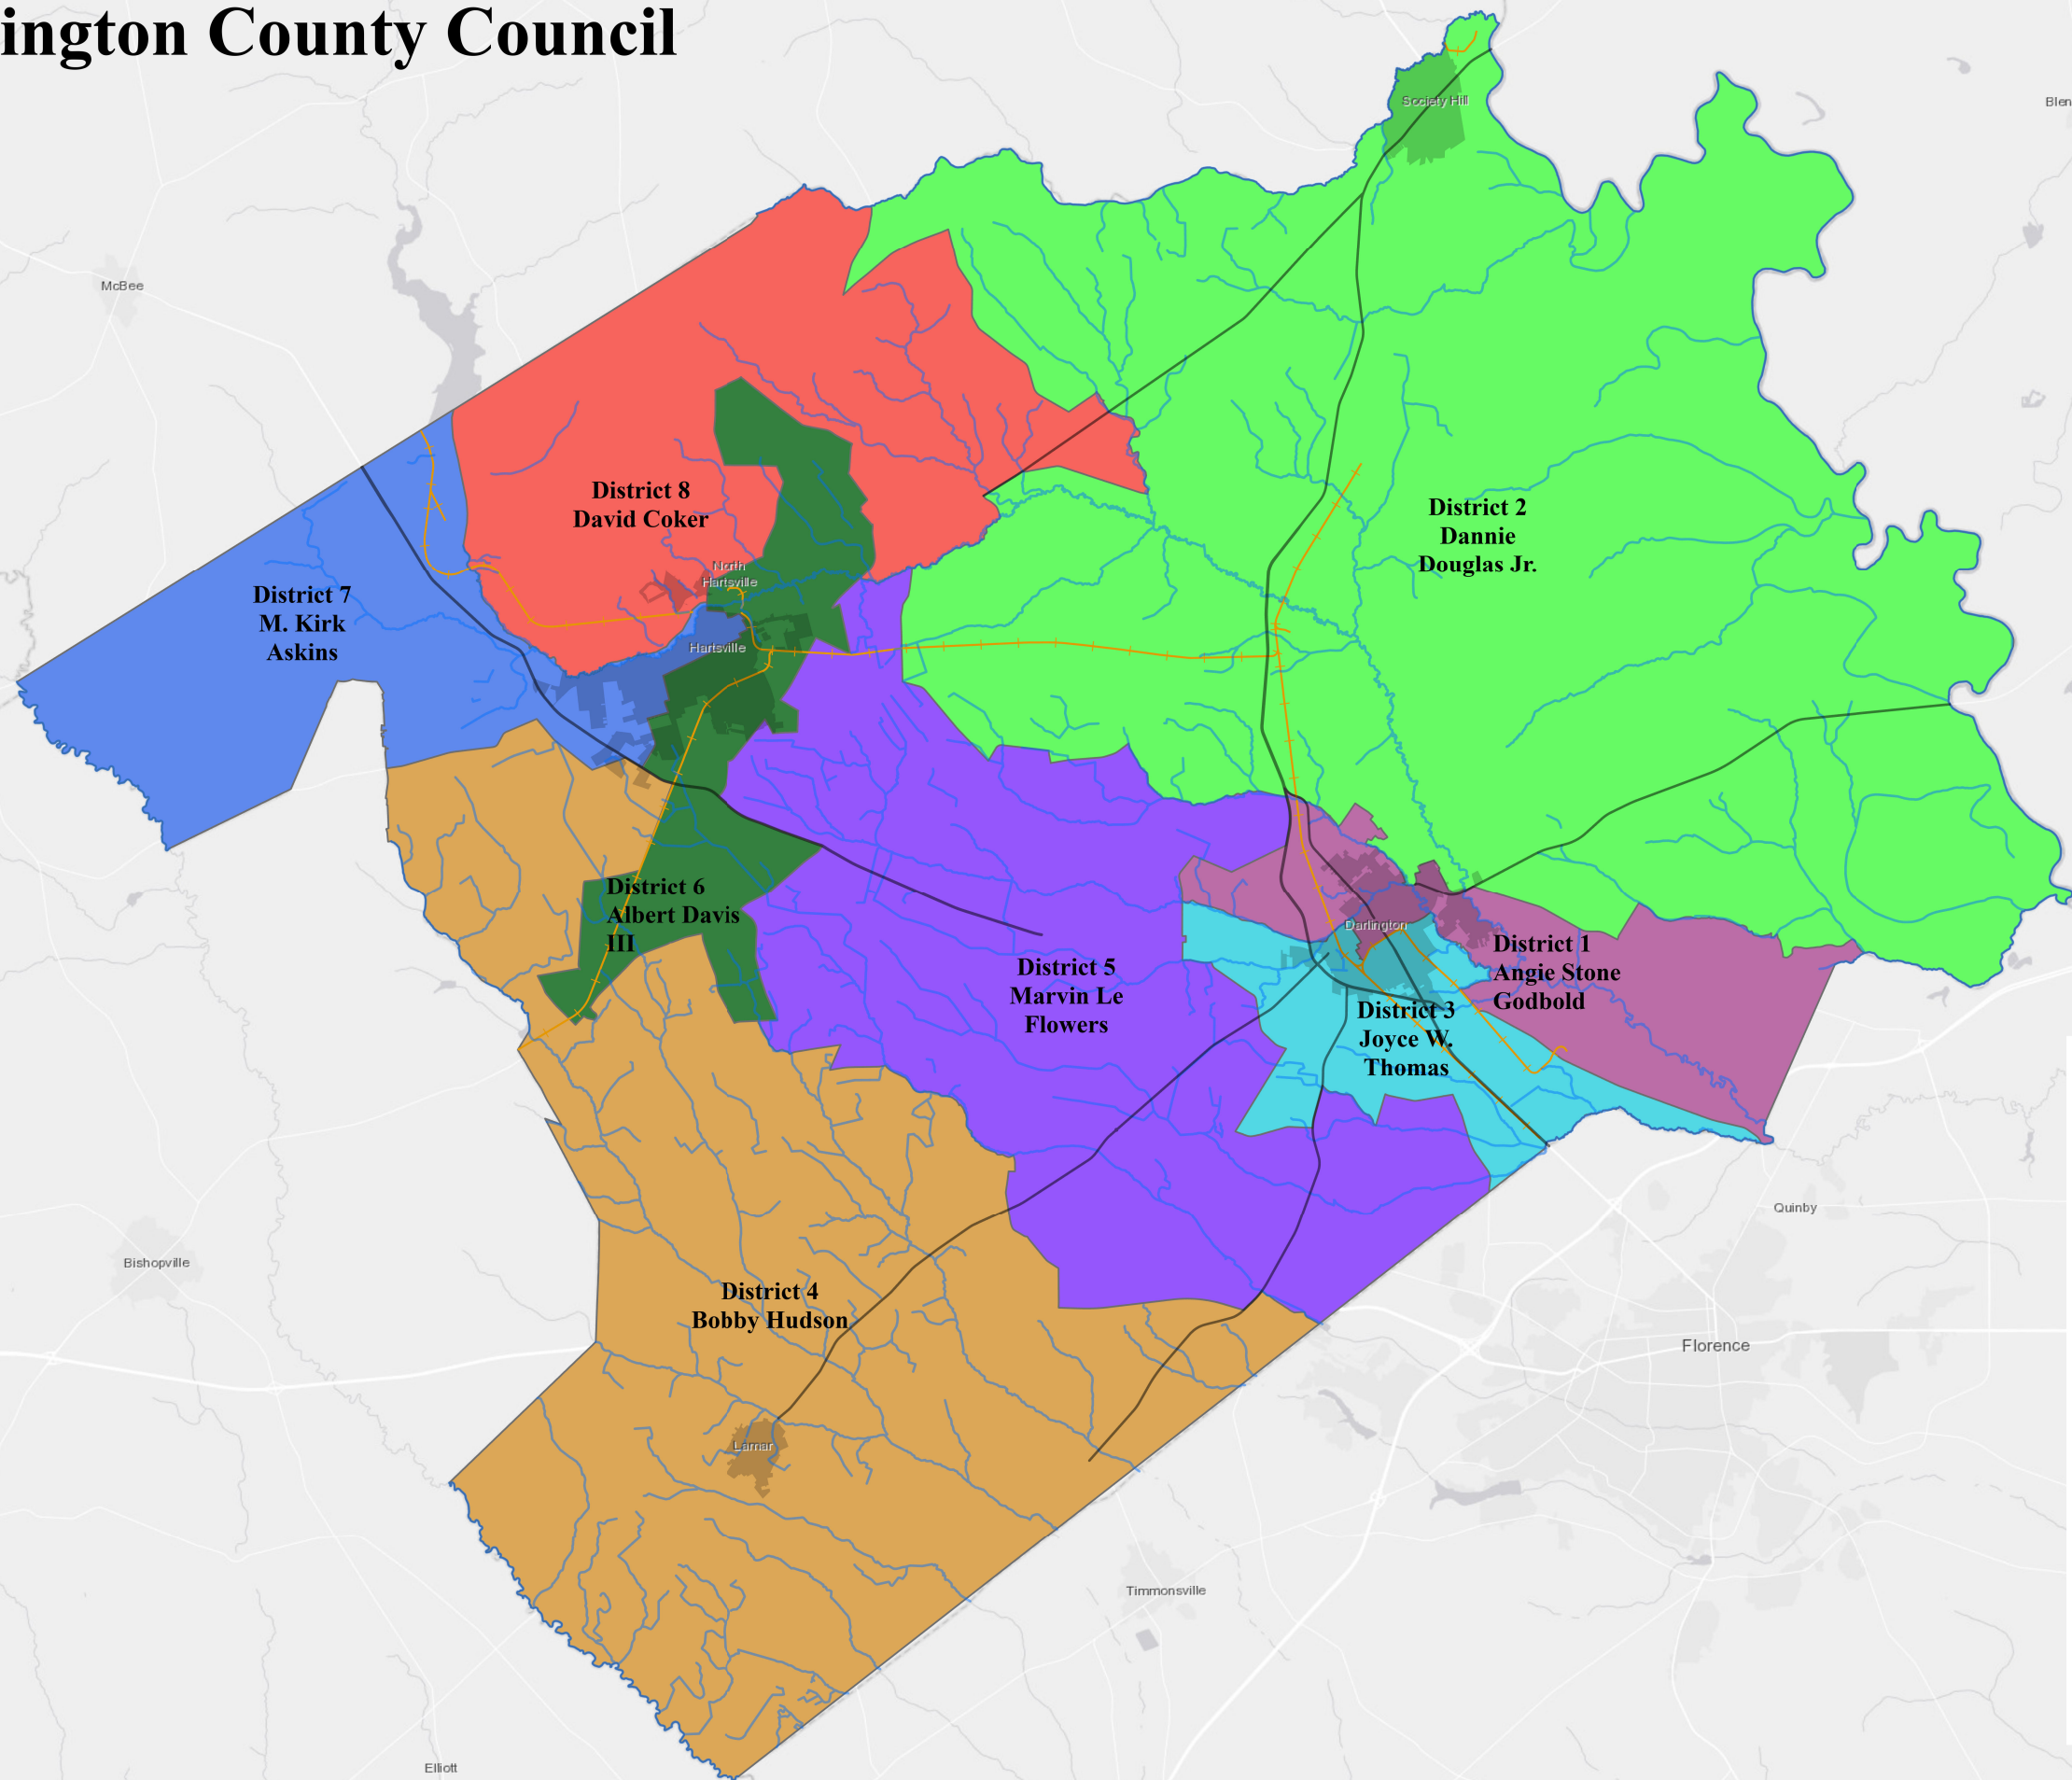 ington County Council
Society Hill
Blen
McBee
District 8
David Coker
District 2
Dannie
Douglas Jr.
North
Hartsville
District 7
M. Kirk
Askins
Hartsville
District 6
Albert Davis
III
Darlington
District 1
Angie Stone
Godbold
District 5
Marvin Le
Flowers
District 3
Joyce W.
Thomas
Quinby
Bishopville
District 4
Bobby Hudson
Florence
Lamar
Timmonsville
Elliott